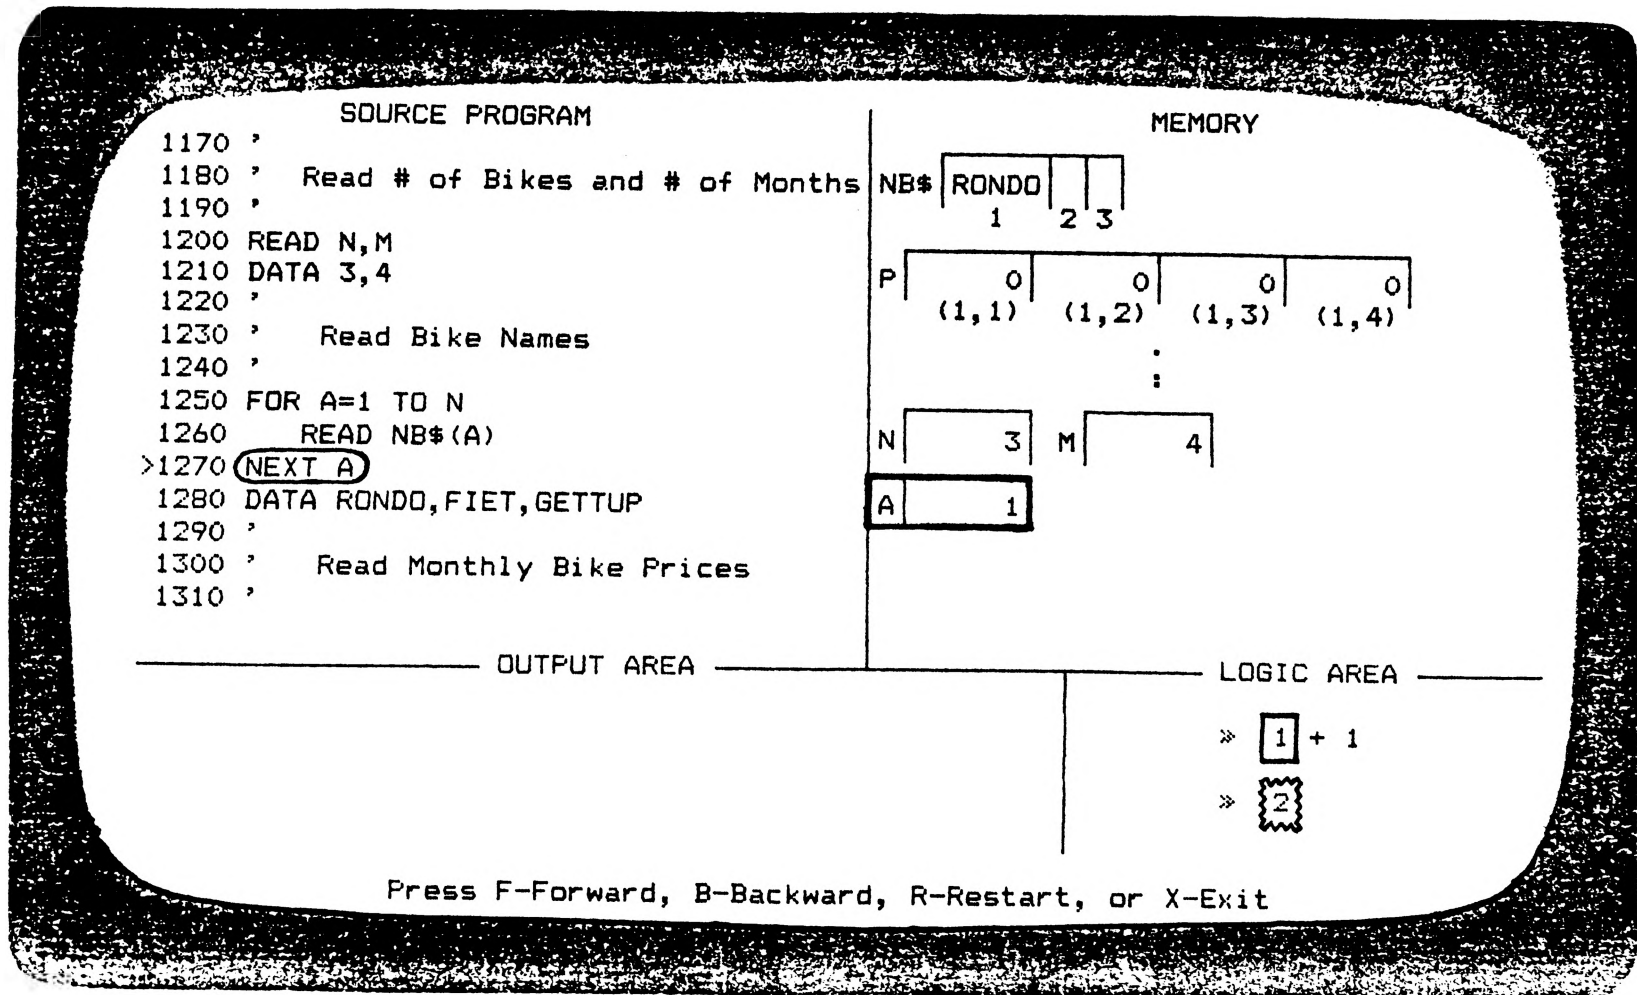 SOURCE PROGRAM
1170 '
1180 '  Read # of Bikes and # of Months
1190 '
1200 READ N,M
1210 DATA 3,4
1220 '
1230 '   Read Bike Names
1240 '
1250 FOR A=1 TO N
1260    READ NB$(A)
>1270 NEXT A
1280 DATA RONDO,FIET,GETTUP
1290 '
1300 '   Read Monthly Bike Prices
1310 '
MEMORY
NB$ RONDO
1 2 3
P 0 0 0 0
(1,1) (1,2) (1,3) (1,4)
:
:
N 3 M 4
A 1
OUTPUT AREA
LOGIC AREA
» 1 + 1
» 2
Press F-Forward, B-Backward, R-Restart, or X-Exit